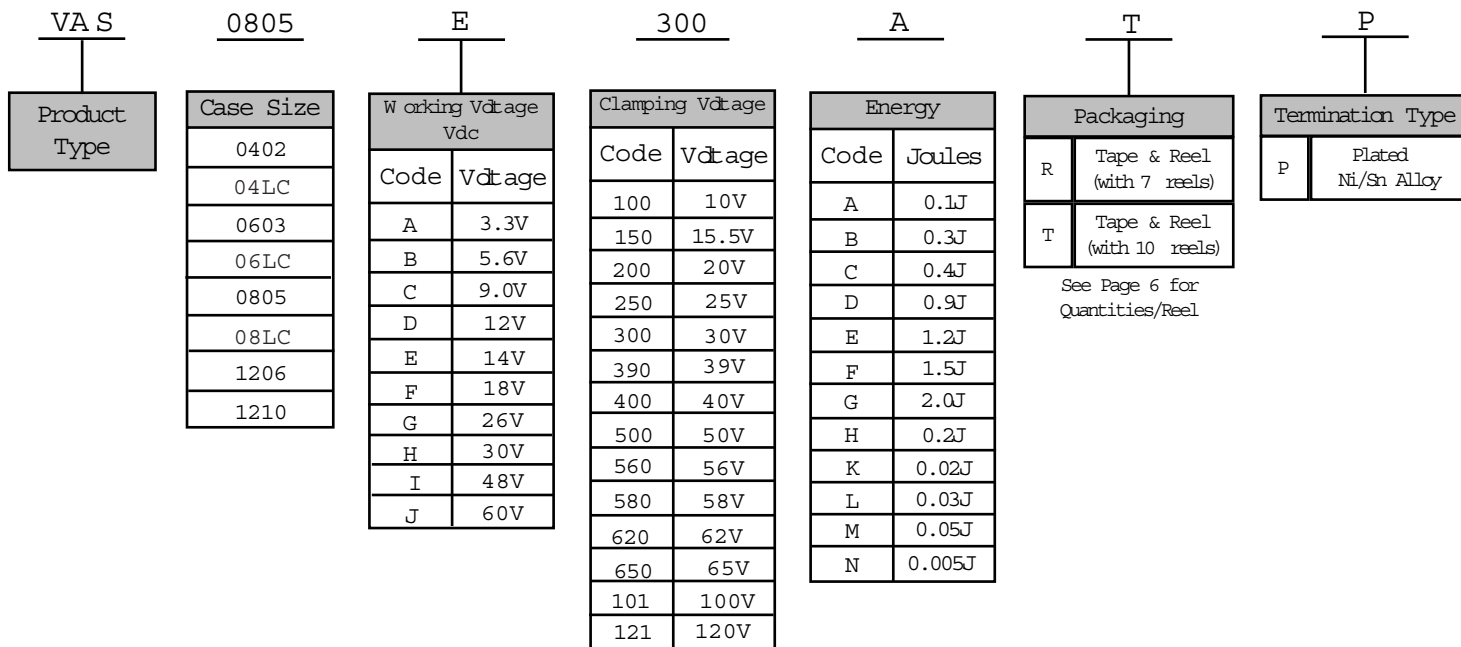 VAS 0805 E 300 A T P
Product
Type
Case Size
0402
04LC
0603
06LC
0805
08LC
1206
1210
Working Voltage
Vdc
Code Voltage
A 3.3V
B 5.6V
C 9.0V
D 12V
E 14V
F 18V
G 26V
H 30V
I 48V
J 60V
Clamping Voltage
Code Voltage
100 10V
150 15.5V
200 20V
250 25V
300 30V
390 39V
400 40V
500 50V
560 56V
580 58V
620 62V
650 65V
101 100V
121 120V
Energy
Code Joules
A 0.1J
B 0.3J
C 0.4J
D 0.9J
E 1.2J
F 1.5J
G 2.0J
H 0.2J
K 0.02J
L 0.03J
M 0.05J
N 0.005J
Packaging
R Tape & Reel
(with 7 reels)
T Tape & Reel
(with 10 reels)
See Page 6 for
Quantities/Reel
Termination Type
P Plated
Ni/Sn Alloy